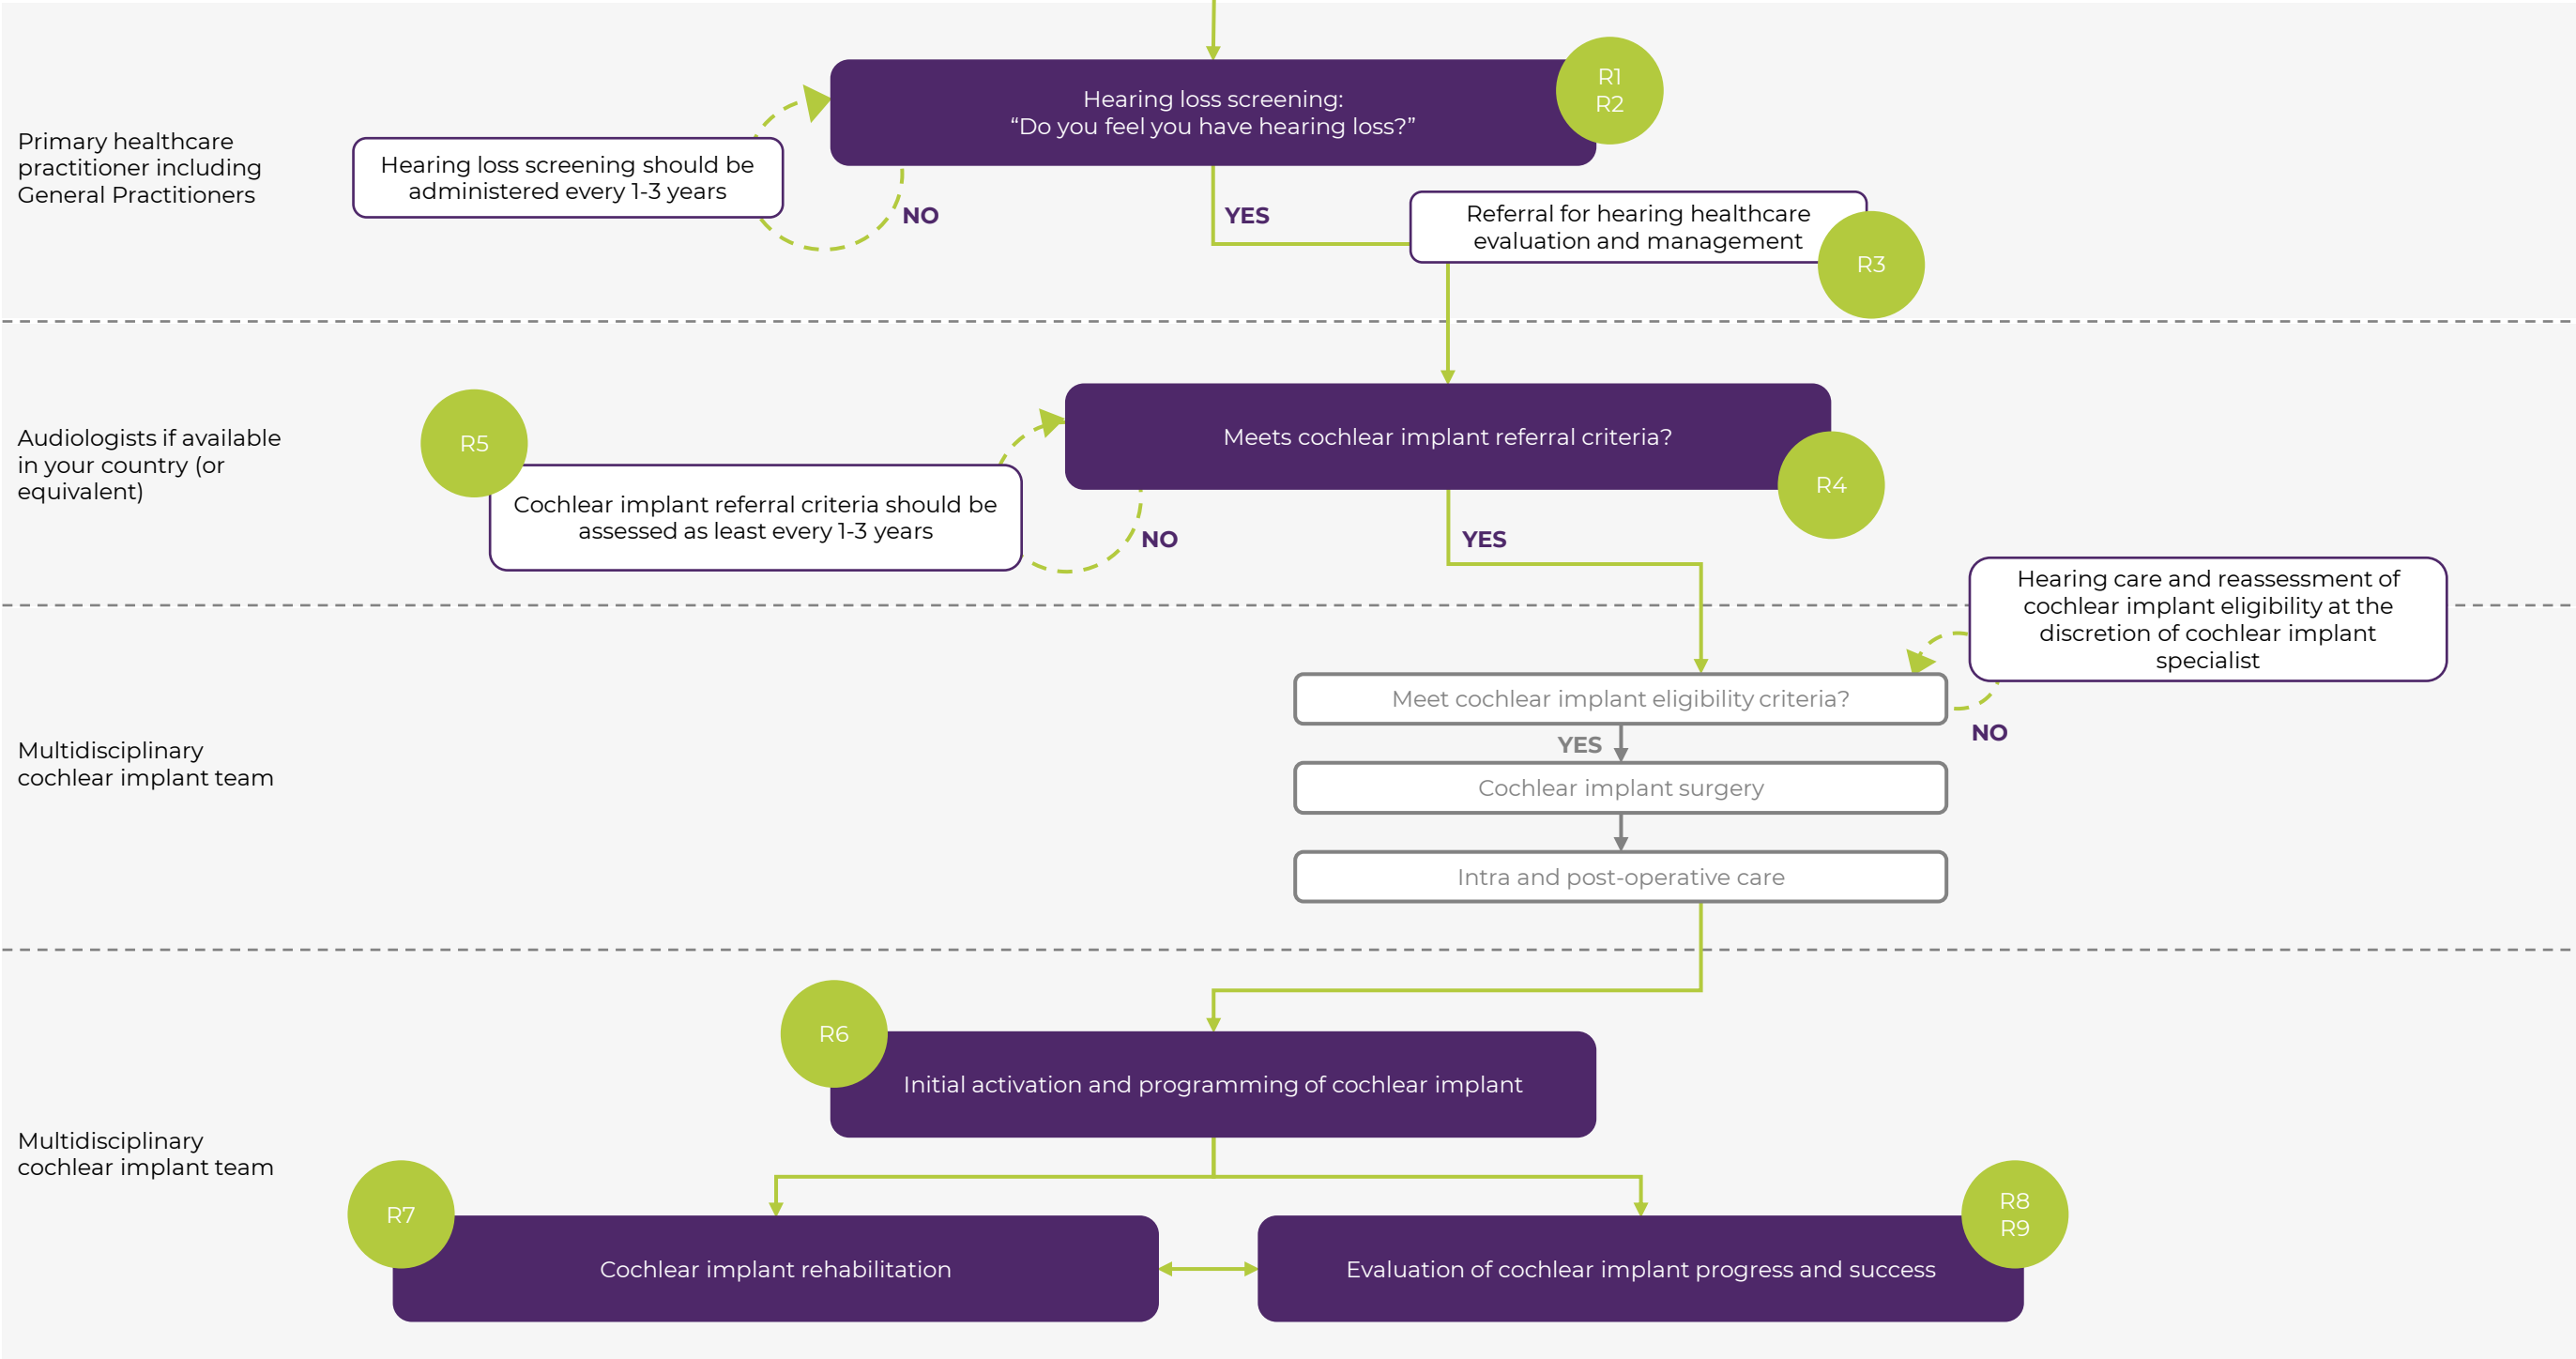 Primary healthcare
practitioner including
General Practitioners
Hearing loss screening:
“Do you feel you have hearing loss?”
R1
R2
Hearing loss screening should be
administered every 1-3 years
NO
YES
Referral for hearing healthcare
evaluation and management
R3
Audiologists if available
in your country (or
equivalent)
R5
Cochlear implant referral criteria should be
assessed as least every 1-3 years
Meets cochlear implant referral criteria?
R4
NO
YES
Hearing care and reassessment of
cochlear implant eligibility at the
discretion of cochlear implant
specialist
Multidisciplinary
cochlear implant team
Meet cochlear implant eligibility criteria?
NO
YES
Cochlear implant surgery
Intra and post-operative care
Multidisciplinary
cochlear implant team
R6
Initial activation and programming of cochlear implant
R7
Cochlear implant rehabilitation
R8
R9
Evaluation of cochlear implant progress and success